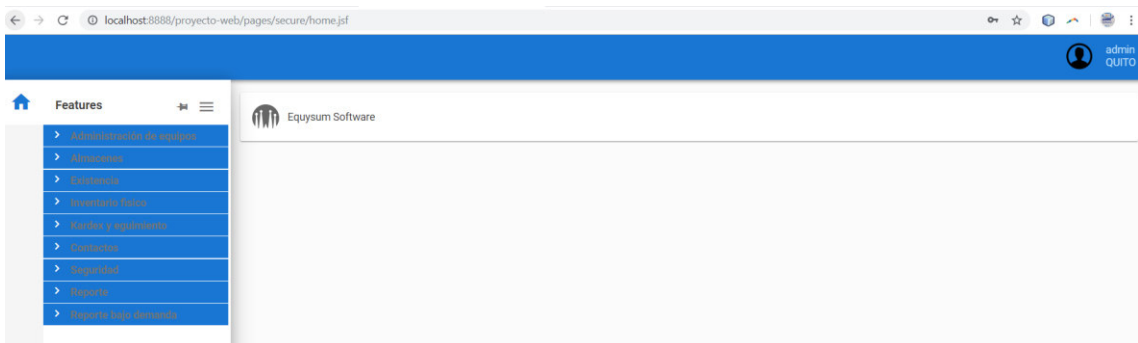 localhost:8888/proyecto-web/pages/secure/home.jsf
admin
QUITO
Features
Equysum Software
Administración de equipos
Almacenes
Existencia
Inventario físico
Kardex y eguimiento
Contactos
Seguridad
Reporte
Reporte bajo demanda